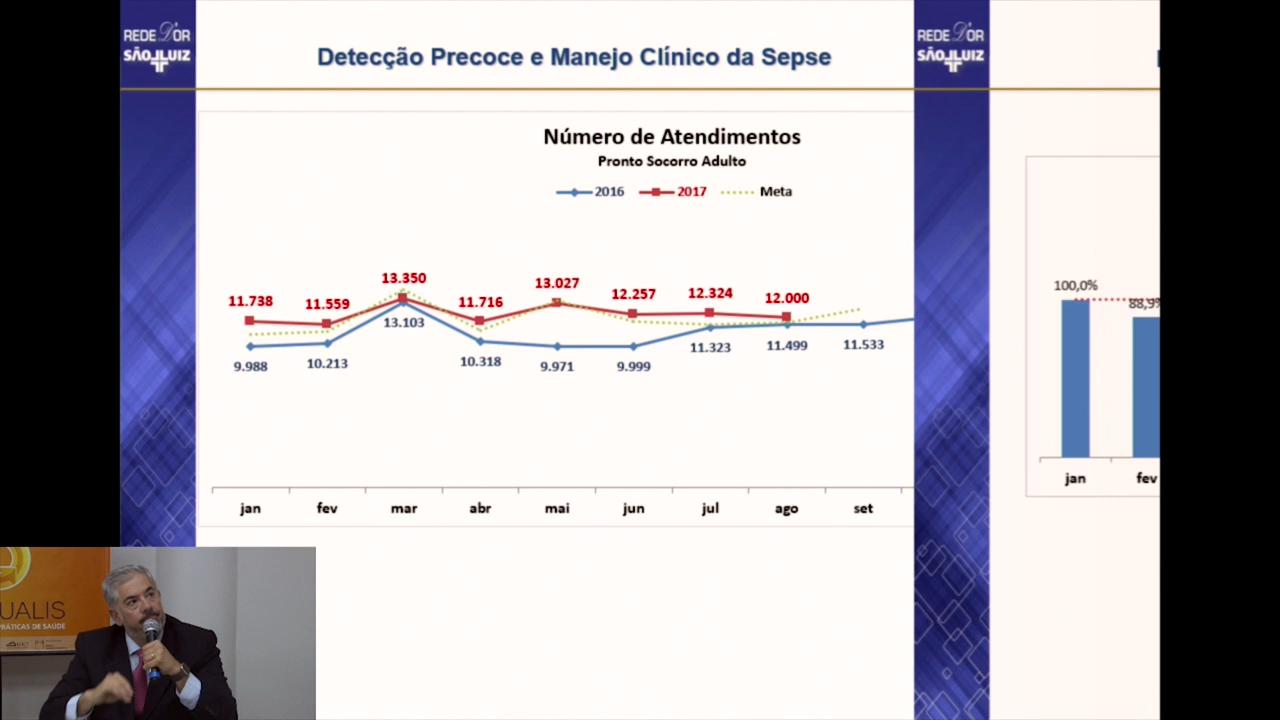 REDE D'OR
SÃO LUIZ
Detecção Precoce e Manejo Clínico da Sepse
REDE D'OR
SÃO LUIZ
Número de Atendimentos
Pronto Socorro Adulto
2016 2017 Meta
11.738 11.559 13.350 11.716 13.027 12.257 12.324 12.000
9.988 10.213 13.103 10.318 9.971 9.999 11.323 11.499 11.533
jan fev mar abr mai jun jul ago set
100,0% 88,9%
jan fev
UALIS
PRÁTICAS DE SAÚDE